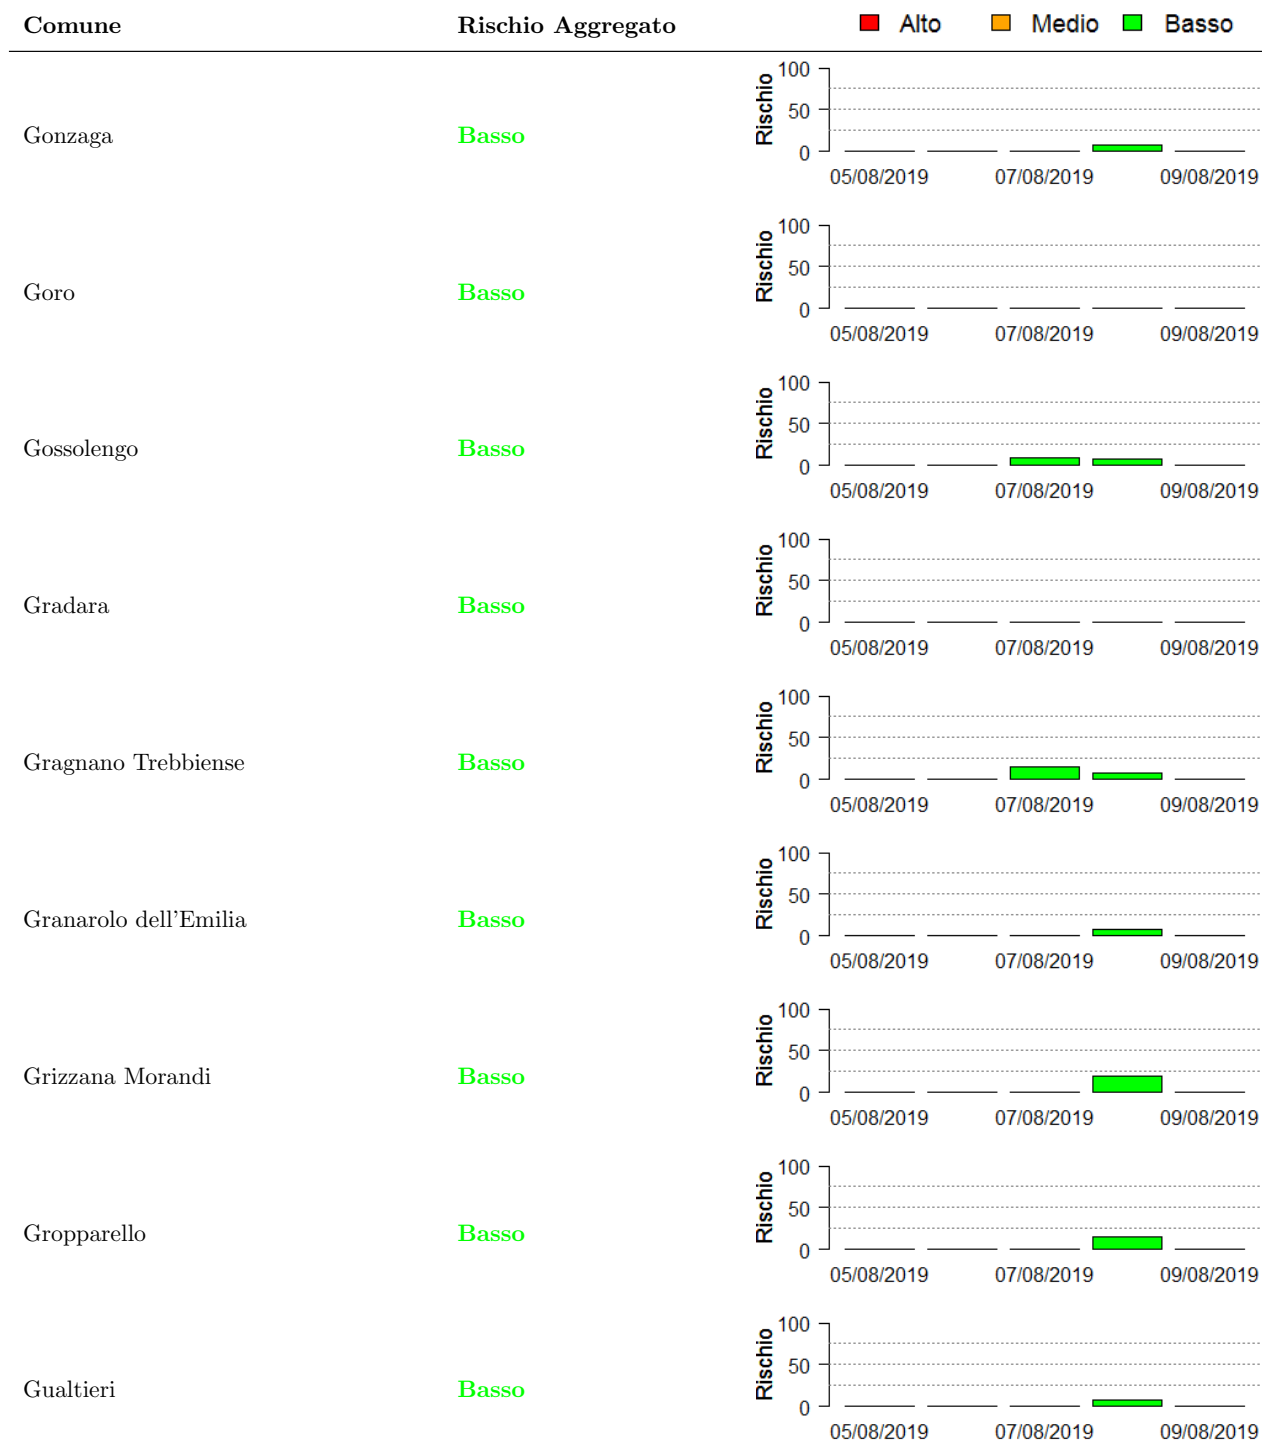 Comune Rischio Aggregato Alto Medio Basso
Gonzaga Basso
Rischio
100
50
0
05/08/2019 07/08/2019 09/08/2019
Goro Basso
Rischio
100
50
0
05/08/2019 07/08/2019 09/08/2019
Gossolengo Basso
Rischio
100
50
0
05/08/2019 07/08/2019 09/08/2019
Gradara Basso
Rischio
100
50
0
05/08/2019 07/08/2019 09/08/2019
Gragnano Trebbiense Basso
Rischio
100
50
0
05/08/2019 07/08/2019 09/08/2019
Granarolo dell'Emilia Basso
Rischio
100
50
0
05/08/2019 07/08/2019 09/08/2019
Grizzana Morandi Basso
Rischio
100
50
0
05/08/2019 07/08/2019 09/08/2019
Gropparello Basso
Rischio
100
50
0
05/08/2019 07/08/2019 09/08/2019
Gualtieri Basso
Rischio
100
50
0
05/08/2019 07/08/2019 09/08/2019